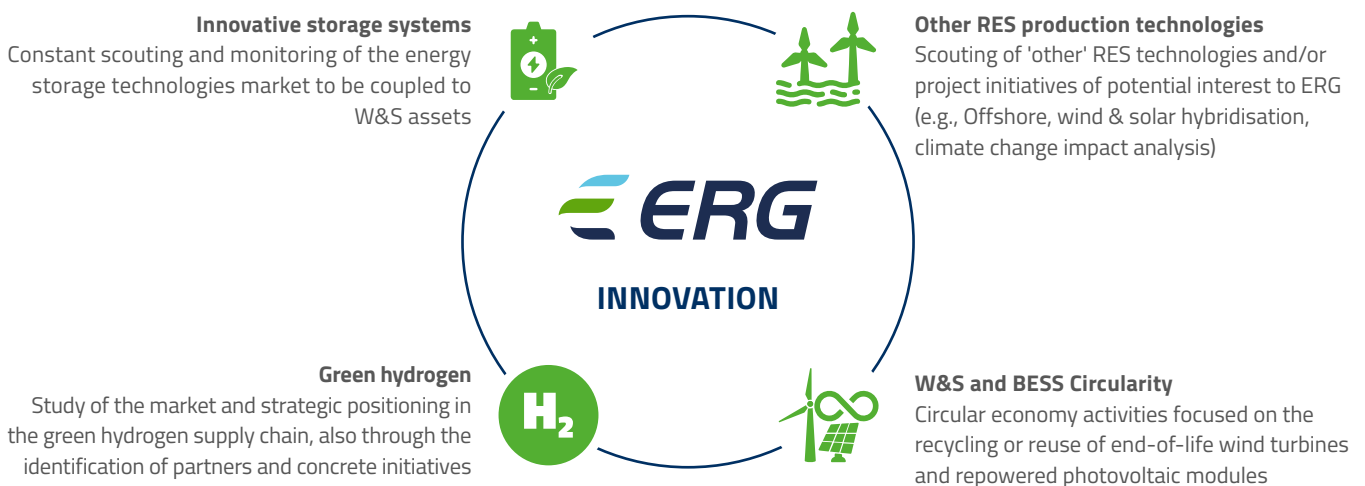 Innovative storage systems
Constant scouting and monitoring of the energy
storage technologies market to be coupled to
W&S assets
Other RES production technologies
Scouting of 'other' RES technologies and/or
project initiatives of potential interest to ERG
(e.g., Offshore, wind & solar hybridisation,
climate change impact analysis)
ERG
INNOVATION
Green hydrogen
Study of the market and strategic positioning in
the green hydrogen supply chain, also through the
identification of partners and concrete initiatives
H2
W&S and BESS Circularity
Circular economy activities focused on the
recycling or reuse of end-of-life wind turbines
and repowered photovoltaic modules